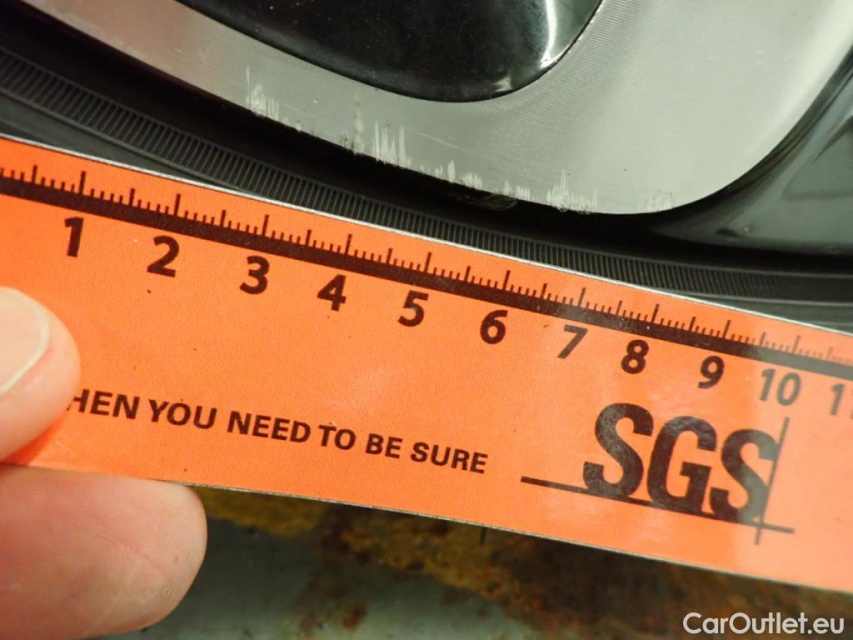 1 2 3 4 5 6 7 8 9 10 1
HEN YOU NEED TO BE SURE
SGS
CarOutlet.eu